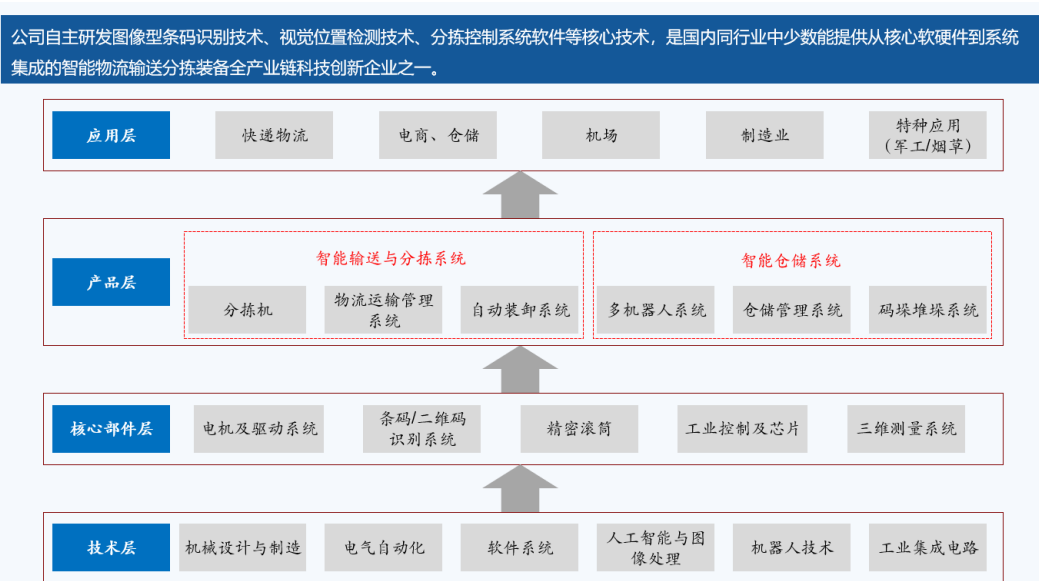 公司自主研发图像型条码识别技术、视觉位置检测技术、分拣控制系统软件等核心技术，是国内同行业中少数能提供从核心软硬件到系统
集成的智能物流输送分拣装备全产业链科技创新企业之一。
应用层
快递物流
电商、仓储
机场
制造业
特种应用
（军工/烟草）
产品层
智能输送与分拣系统
分拣机
物流运输管理
系统
自动装卸系统
智能仓储系统
多机器人系统
仓储管理系统
码垛堆垛系统
核心部件层
电机及驱动系统
条码/二维码
识别系统
精密滚筒
工业控制及芯片
三维测量系统
技术层
机械设计与制造
电气自动化
软件系统
人工智能与图
像处理
机器人技术
工业集成电路